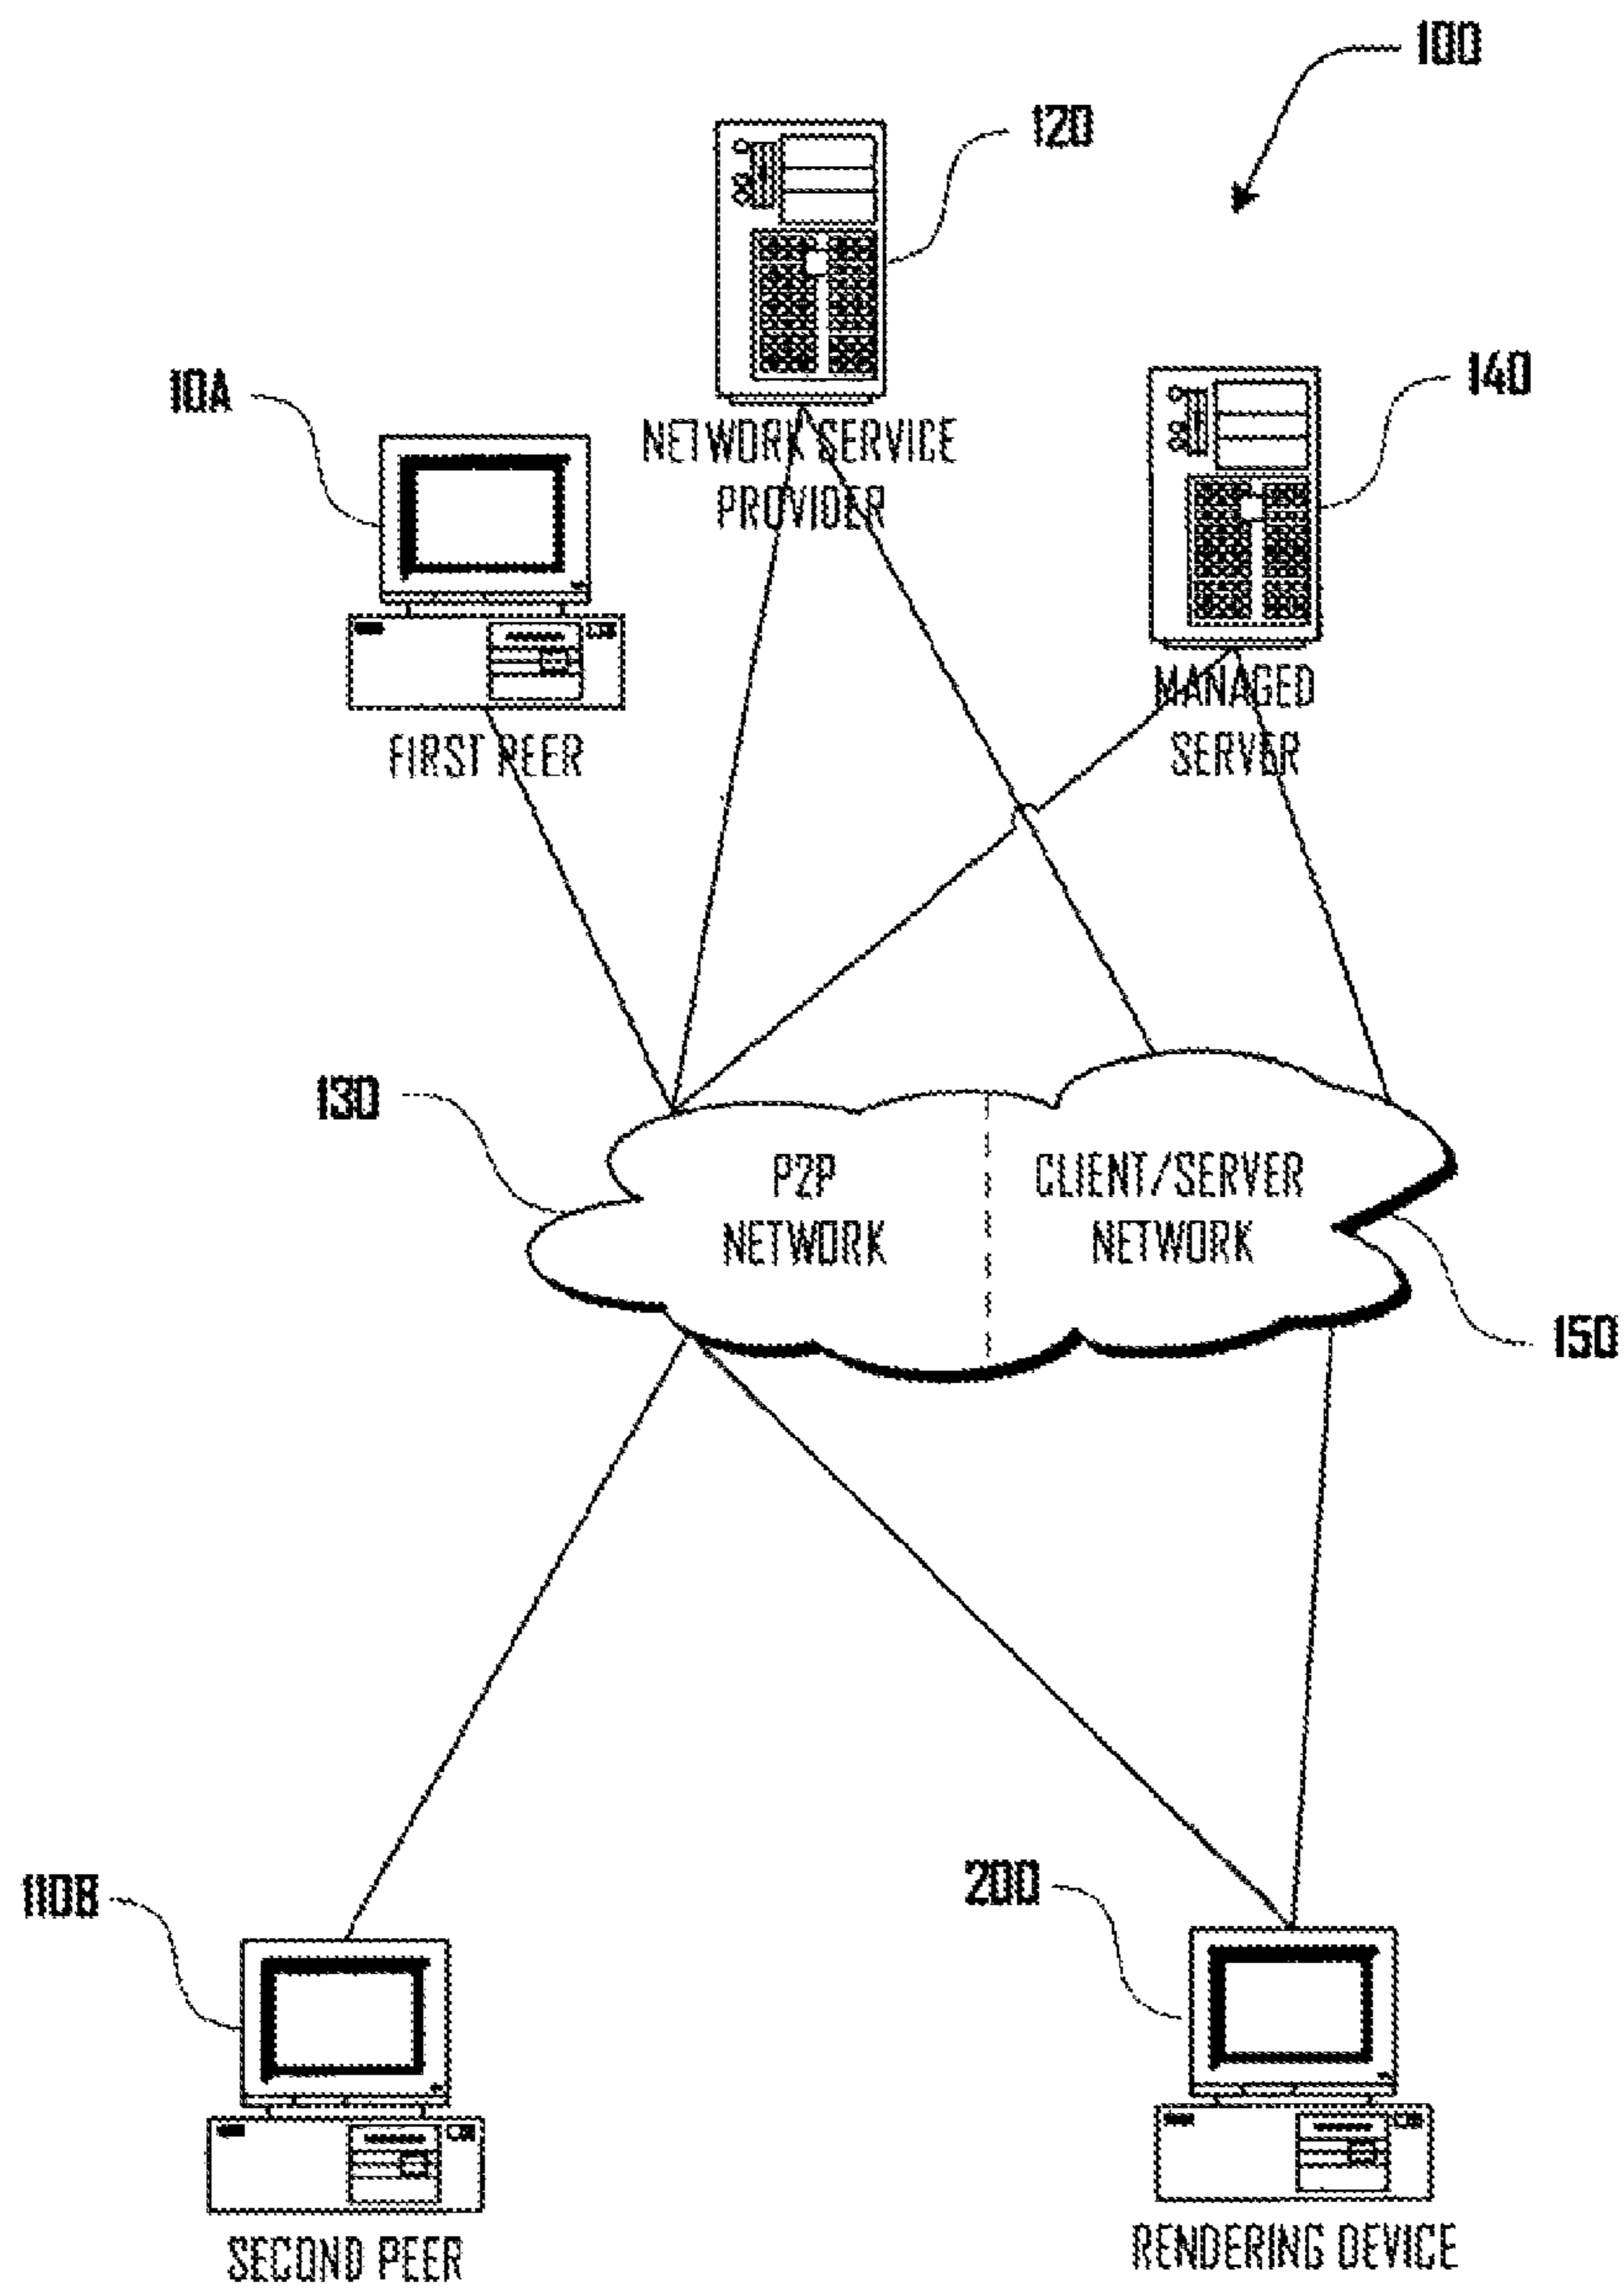 100
120
NETWORK SERVICE
PROVIDER
140
MANAGED
SERVER
10A
FIRST PEER
130
P2P
NETWORK
CLIENT/SERVER
NETWORK
150
110B
SECOND PEER
200
RENDERING DEVICE